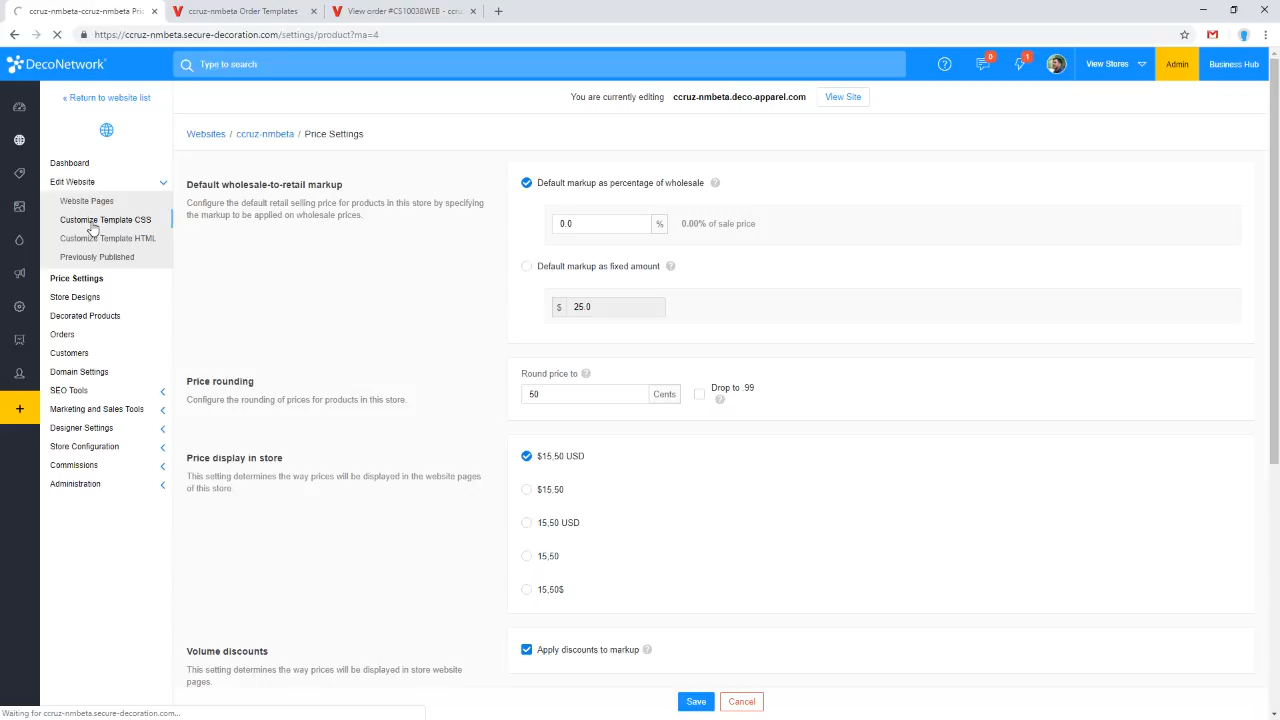 ccruz-nmbeta ccruz-nmbeta - Pric
ccruz-nmbeta Order Templates
View order #CS10038WEB - ccru
https://ccruz-nmbeta.secure-decoration.com/settings/product?ma=4
DecoNetwork
Type to search
0
1
View Stores
Admin
Business Hub
« Return to website list
You are currently editing ccruz-nmbeta.deco-apparel.com View Site
Websites / ccruz-nmbeta / Price Settings
Dashboard
Edit Website
Website Pages
Customize Template CSS
Customize Template HTML
Previously Published
Price Settings
Store Designs
Decorated Products
Orders
Customers
Domain Settings
SEO Tools
Marketing and Sales Tools
Designer Settings
Store Configuration
Commissions
Administration
Default wholesale-to-retail markup
Configure the default retail selling price for products in this store by specifying
the markup to be applied on wholesale prices.
Default markup as percentage of wholesale ?
0.0 % 0.00% of sale price
Default markup as fixed amount ?
$ 25.0
Price rounding
Configure the rounding of prices for products in this store.
Round price to ?
50 Cents
Drop to .99
?
Price display in store
This setting determines the way prices will be displayed in the website pages
of this store.
$15,50 USD
$15,50
15,50 USD
15,50
15,50$
Volume discounts
This setting determines the way prices will be displayed in store website
pages.
Apply discounts to markup ?
Save
Cancel
Waiting for ccruz-nmbeta.secure-decoration.com...